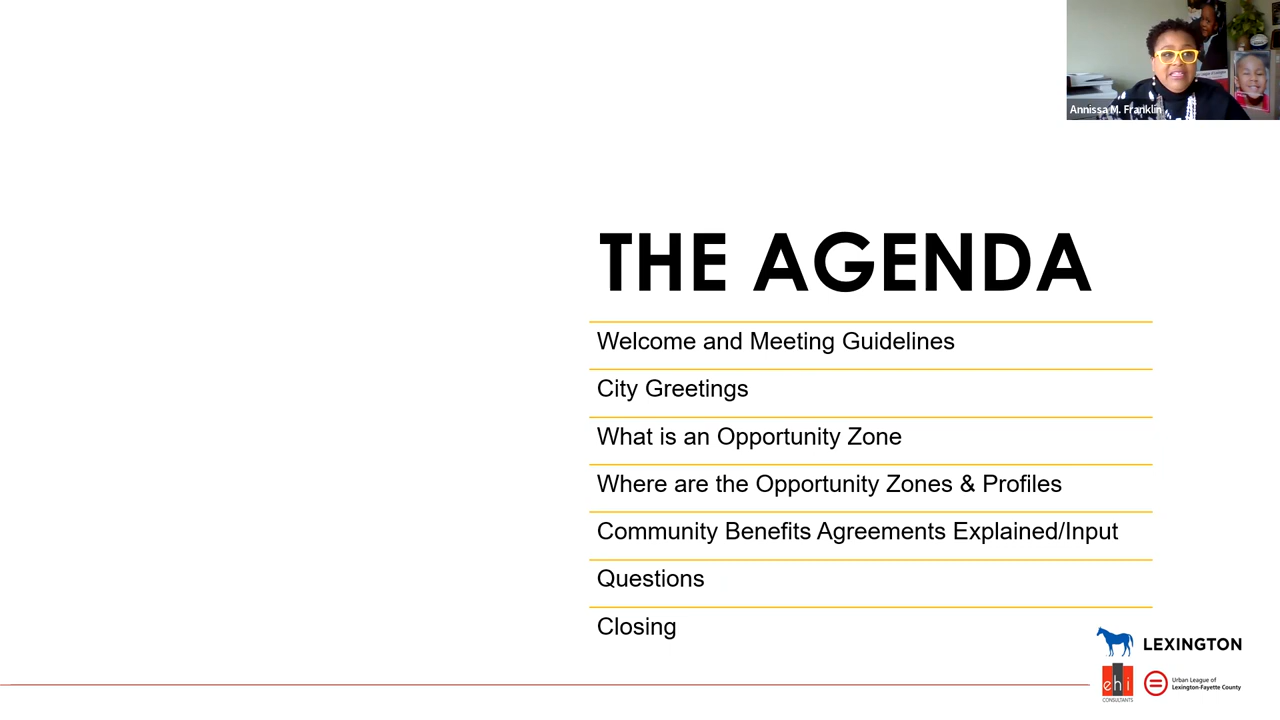 Annissa M. Franklin
THE AGENDA
Welcome and Meeting Guidelines
City Greetings
What is an Opportunity Zone
Where are the Opportunity Zones & Profiles
Community Benefits Agreements Explained/Input
Questions
Closing
LEXINGTON
ehi
CONSULTANTS
Urban League of
Lexington-Fayette County